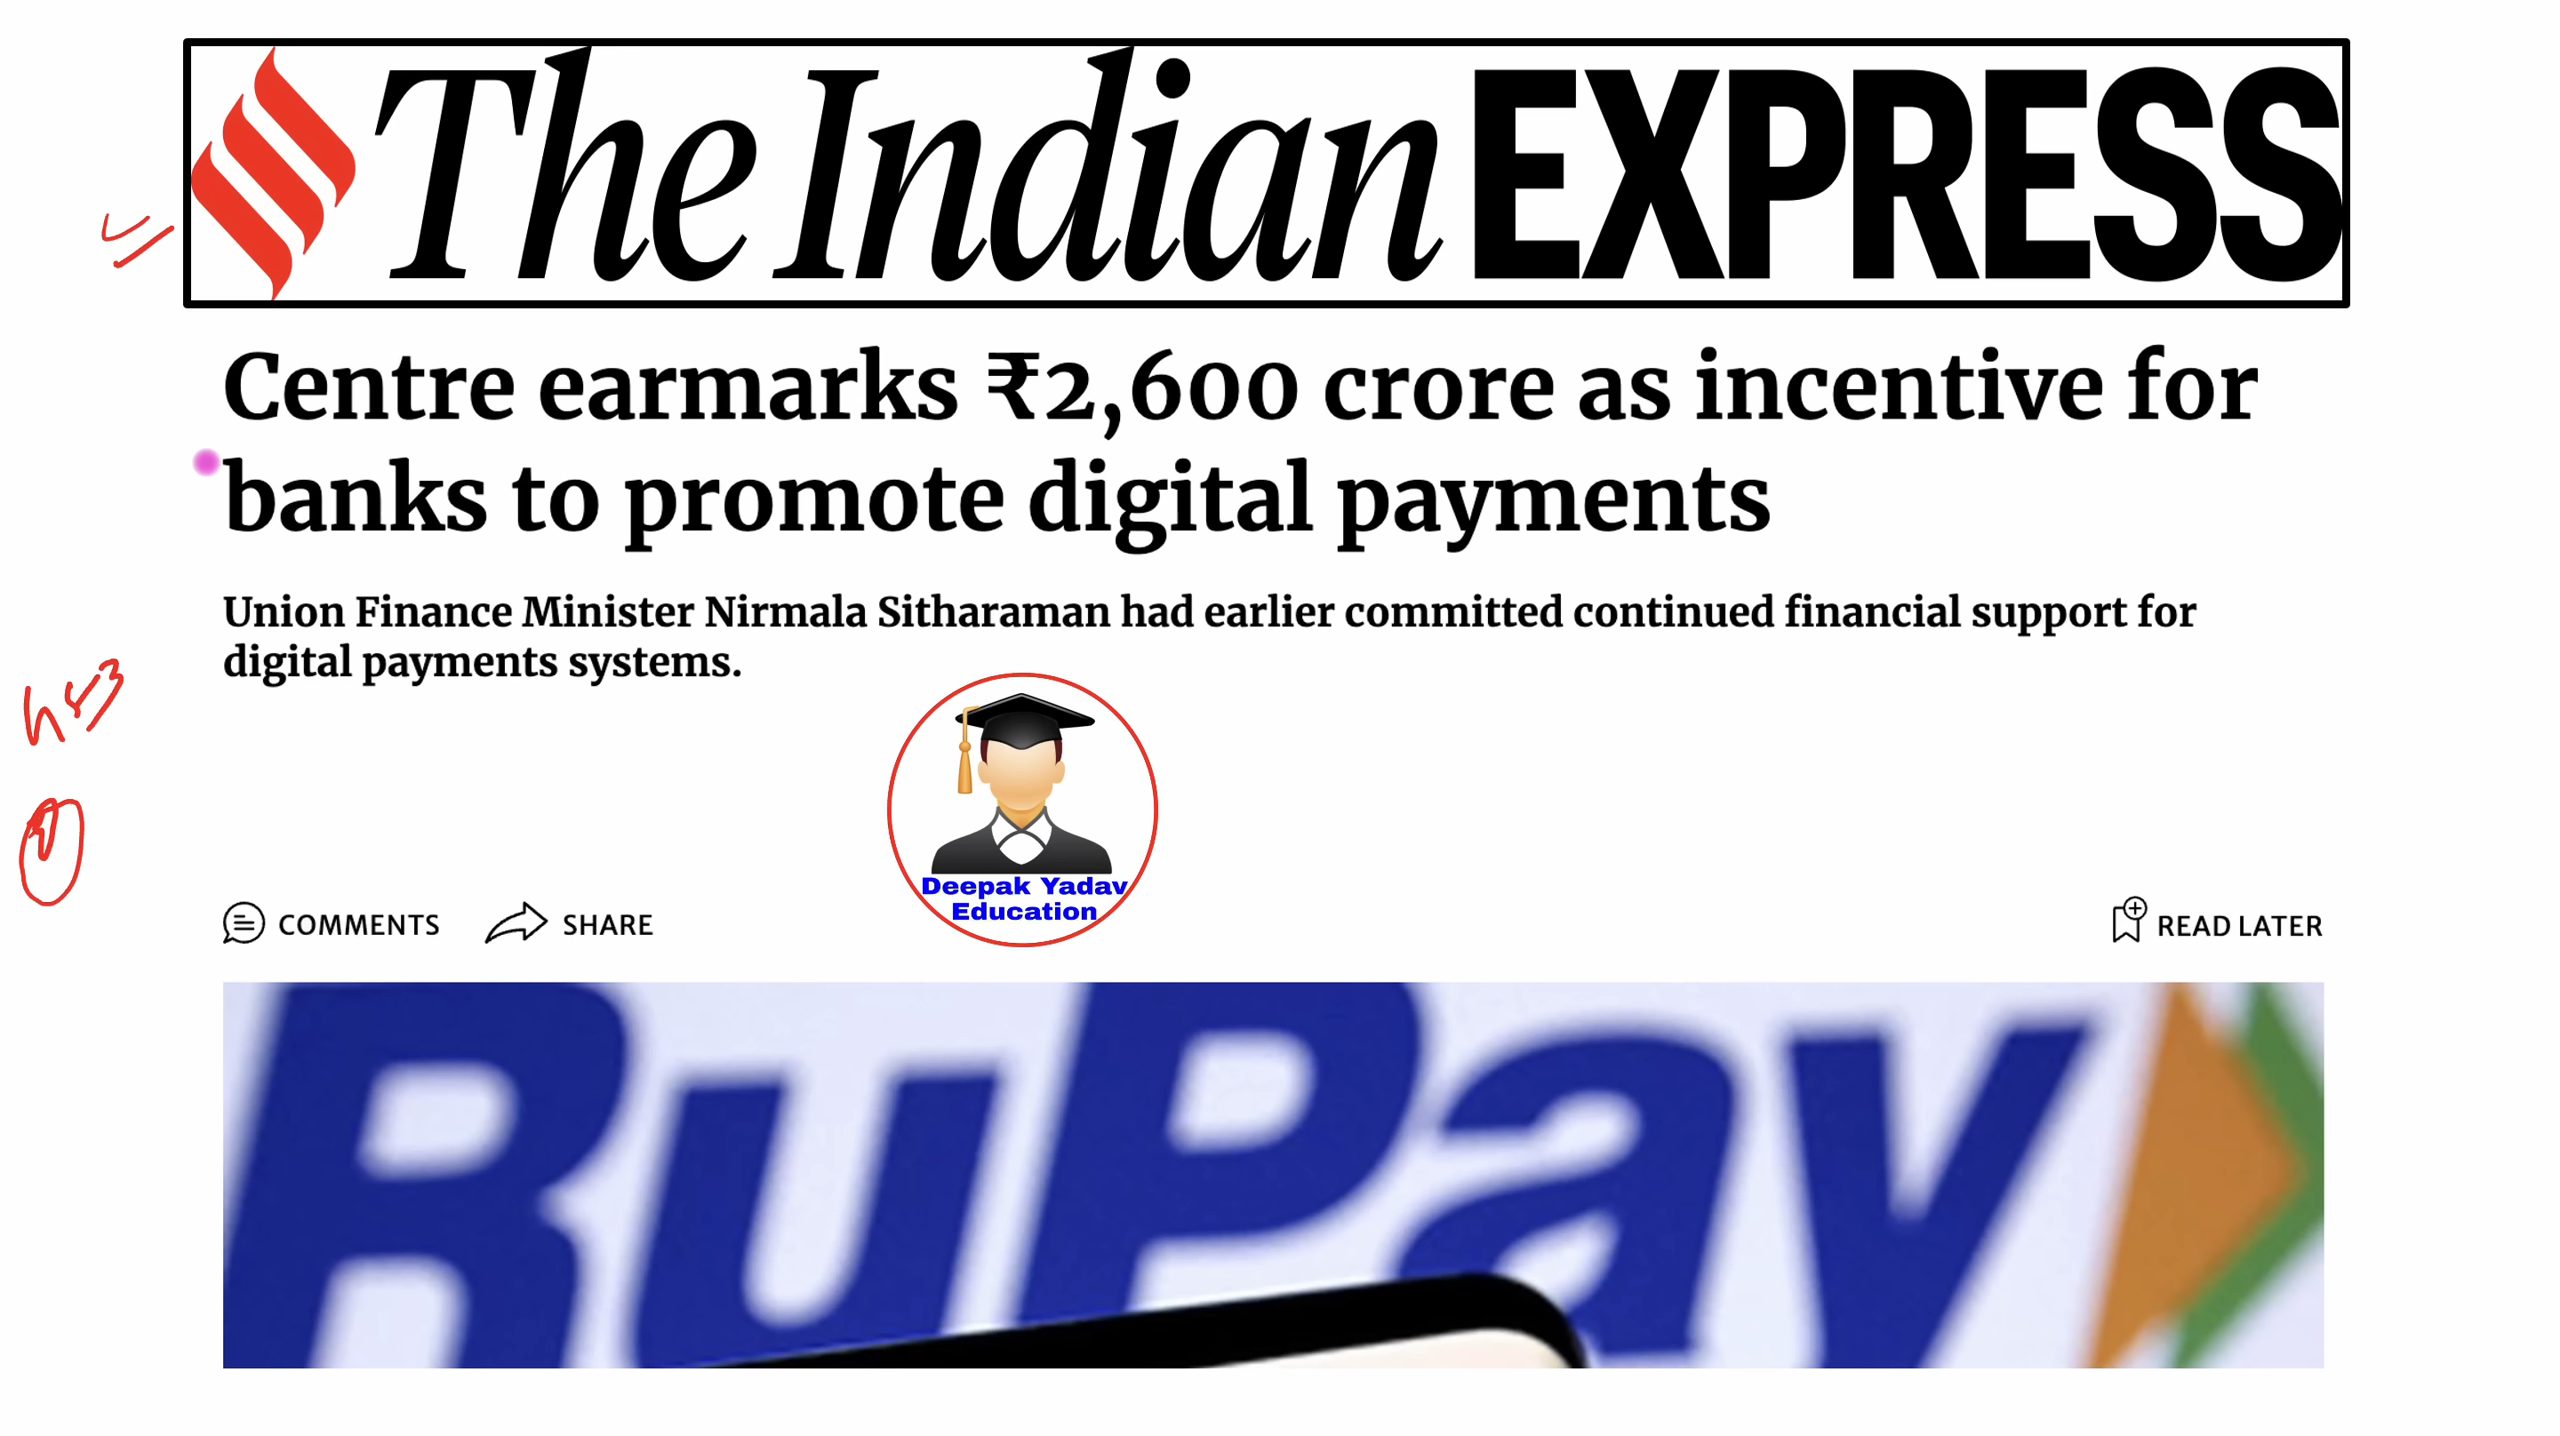 The Indian EXPRESS
Centre earmarks ₹2,600 crore as incentive for
banks to promote digital payments
Union Finance Minister Nirmala Sitharaman had earlier committed continued financial support for
digital payments systems.
Deepak Yadav
Education
COMMENTS SHARE READ LATER
RuPay